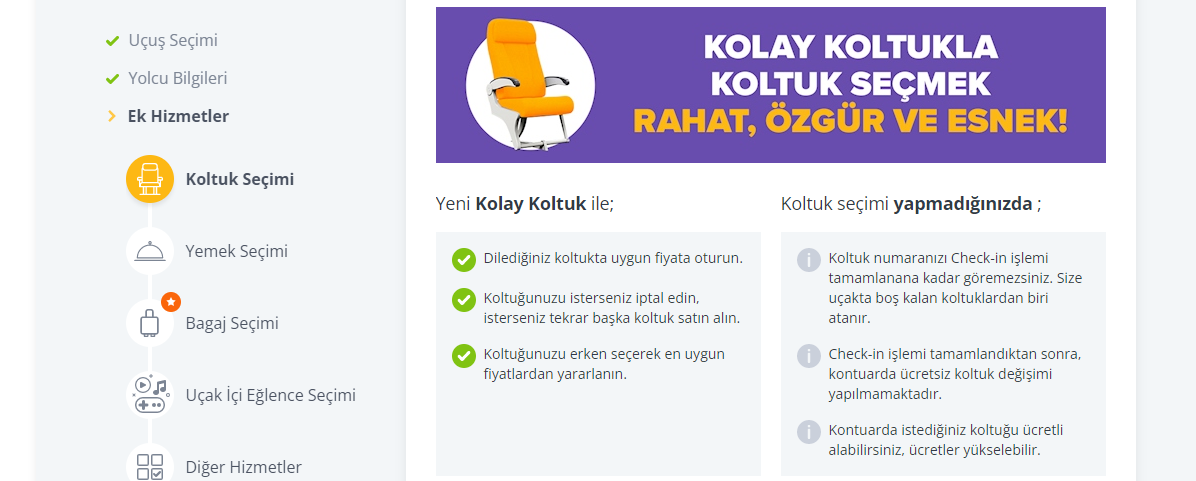 Uçuş Seçimi
Yolcu Bilgileri
Ek Hizmetler
Koltuk Seçimi
Yemek Seçimi
Bagaj Seçimi
Uçak İçi Eğlence Seçimi
Diğer Hizmetler
KOLAY KOLTUKLA
KOLTUK SEÇMEK
RAHAT, ÖZGÜR VE ESNEK!
Yeni Kolay Koltuk ile;
Dilediğiniz koltukta uygun fiyata oturun.
Koltuğunuzu isterseniz iptal edin,
isterseniz tekrar başka koltuk satın alın.
Koltuğunuzu erken seçerek en uygun
fiyatlardan yararlanın.
Koltuk seçimi yapmadığınızda ;
Koltuk numaranızı Check-in işlemi
tamamlanana kadar göremezsiniz. Size
uçakta boş kalan koltuklardan biri
atanır.
Check-in işlemi tamamlandıktan sonra,
kontuarda ücretsiz koltuk değişimi
yapılmamaktadır.
Kontuarda istediğiniz koltuğu ücretli
alabilirsiniz, ücretler yükselebilir.